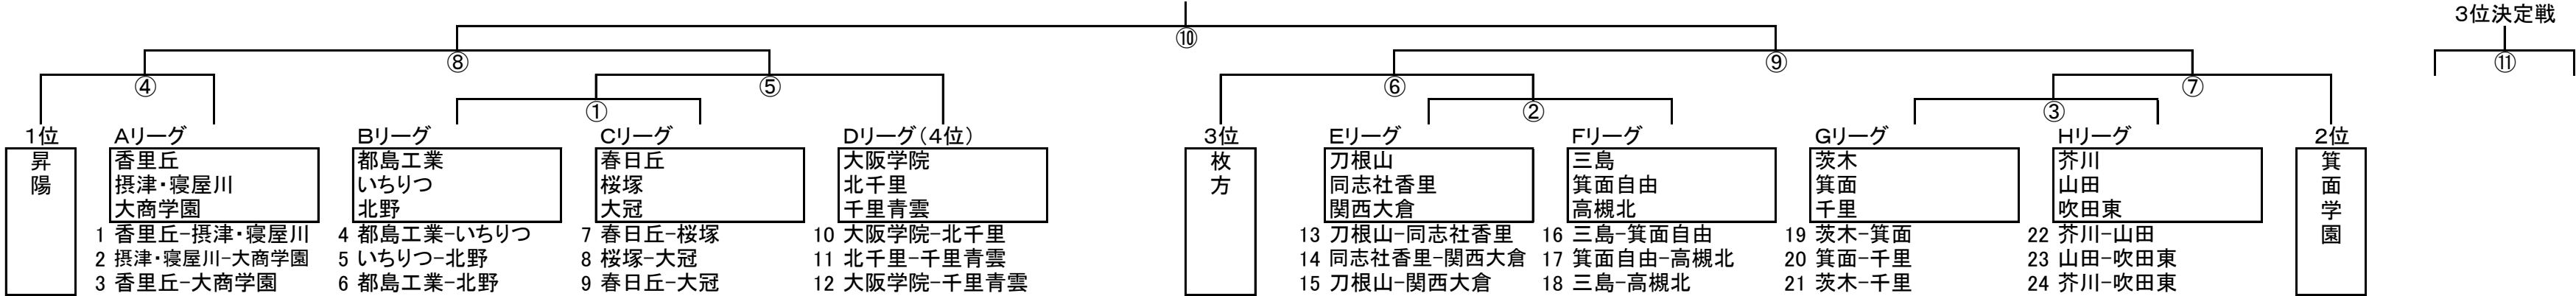 ３位決定戦
⑩
⑧
⑨
⑪
④
⑤
⑥
⑦
①
②
③
１位
Ａリーグ
Ｂリーグ
Ｃリーグ
Ｄリーグ（４位）
３位
Ｅリーグ
Ｆリーグ
Ｇリーグ
Ｈリーグ
２位
昇陽
香里丘
摂津・寝屋川
大商学園
1 香里丘−摂津・寝屋川
2 摂津・寝屋川−大商学園
3 香里丘−大商学園
都島工業
いちりつ
北野
4 都島工業−いちりつ
5 いちりつ−北野
6 都島工業−北野
春日丘
桜塚
大冠
7 春日丘−桜塚
8 桜塚−大冠
9 春日丘−大冠
大阪学院
北千里
千里青雲
10 大阪学院−北千里
11 北千里−千里青雲
12 大阪学院−千里青雲
枚方
刀根山
同志社香里
関西大倉
13 刀根山−同志社香里
14 同志社香里−関西大倉
15 刀根山−関西大倉
三島
箕面自由
高槻北
16 三島−箕面自由
17 箕面自由−高槻北
18 三島−高槻北
茨木
箕面
千里
19 茨木−箕面
20 箕面−千里
21 茨木−千里
芥川
山田
吹田東
22 芥川−山田
23 山田−吹田東
24 芥川−吹田東
箕面学園